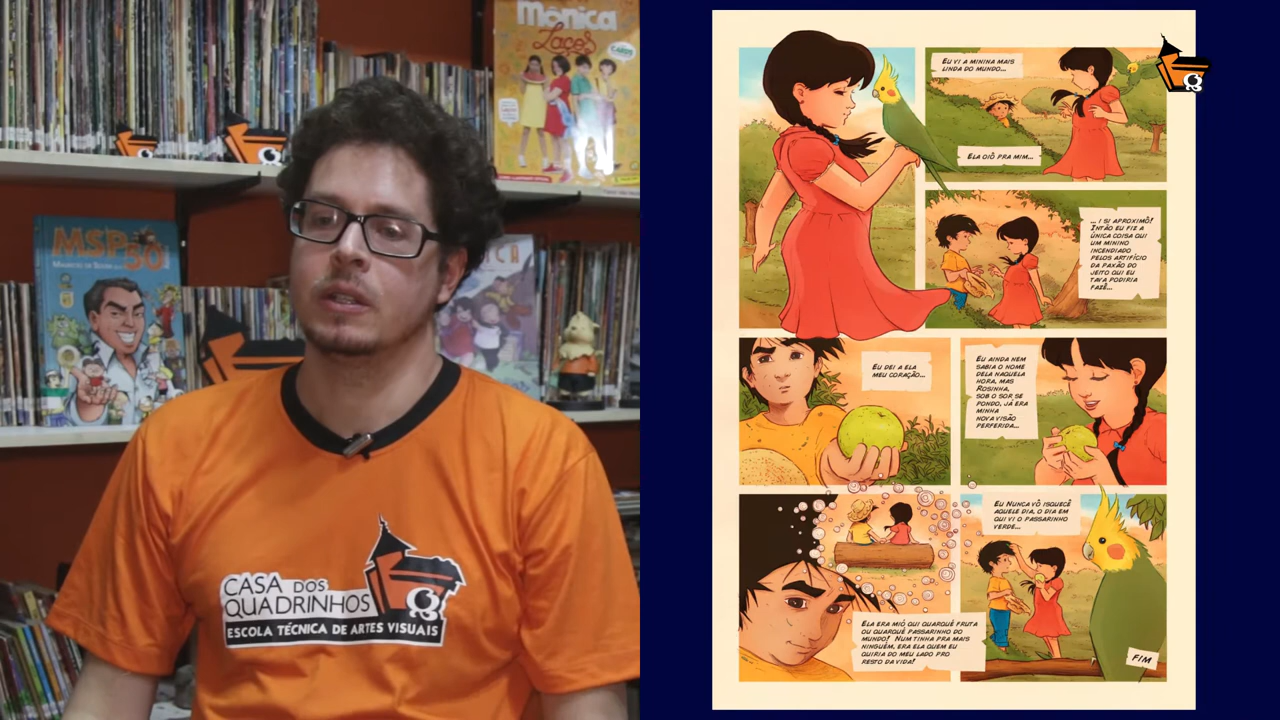 Mônica
Laços
MSP50
CASA DOS
QUADRINHOS
ESCOLA TÉCNICA DE ARTES VISUAIS
EU VI A MININA MAIS
LINDA DO MUNDO...
ELA OIÔ PRA MIM...
... I SI APROXIMÔ!
INTÃO EU FIZ A
ÚNICA COISA QUI
UM MININO
INCENDIADO
PELOS ARTIFÍCIO
DA PAXÃO DO
JEITO QUI EU
TAVA PODIRIA
FAZÊ...
EU DEI A ELA
MEU CORAÇÃO...
EU AINDA NEM
SABIA O NOME
DELA NAQUELA
HORA, MAS
ROSINHA,
SOB O SOR SE
PONDO, JÁ ERA
MINHA
NOVA VISÃO
PERFERIDA...
ELA ERA MIÓ QUI QUARQUÉ FRUTA
OU QUARQUÉ PASSARINHO DO
MUNDO! NUM TINHA PRA MAIS
NINGUÉM, ERA ELA QUEM EU
QUIRIA DO MEU LADO PRO
RESTO DA VIDA!
EU NUNCA VÔ ISQUECÊ
AQUELE DIA, O DIA EM
QUI VI O PASSARINHO
VERDE...
FIM